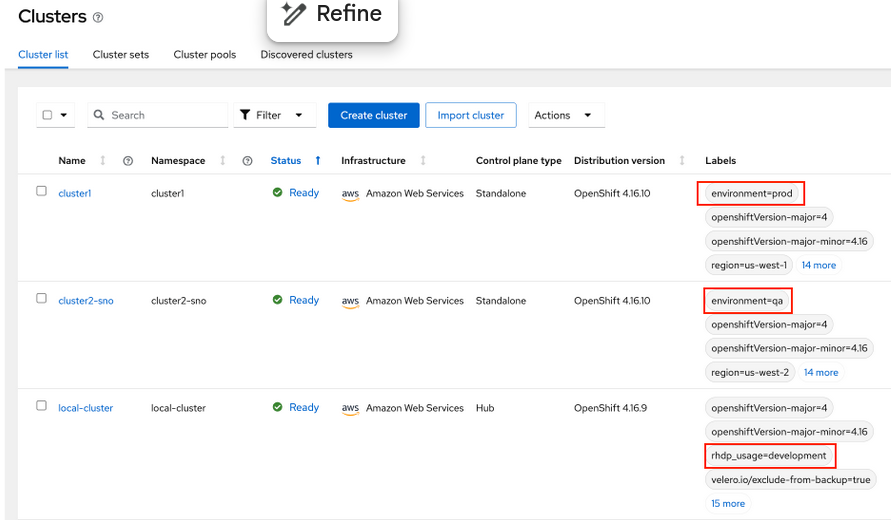 Clusters
Refine
Cluster list Cluster sets Cluster pools Discovered clusters
Search Filter Create cluster Import cluster Actions
Name Namespace Status Infrastructure Control plane type Distribution version Labels
cluster1 cluster1 Ready aws Amazon Web Services Standalone OpenShift 4.16.10 environment=prod
openshiftVersion-major=4
openshiftVersion-major-minor=4.16
region=us-west-1 14 more
cluster2-sno cluster2-sno Ready aws Amazon Web Services Standalone OpenShift 4.16.10 environment=qa
openshiftVersion-major=4
openshiftVersion-major-minor=4.16
region=us-west-2 14 more
local-cluster local-cluster Ready aws Amazon Web Services Hub OpenShift 4.16.9 openshiftVersion-major=4
openshiftVersion-major-minor=4.16
rhdp_usage=development
velero.io/exclude-from-backup=true
15 more